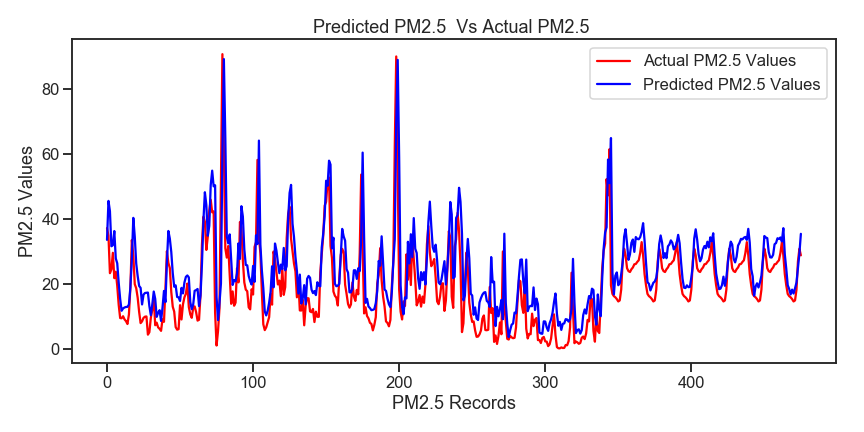 Predicted PM2.5  Vs Actual PM2.5
Actual PM2.5 Values
Predicted PM2.5 Values
PM2.5 Values
80
60
40
20
0
0 100 200 300 400
PM2.5 Records